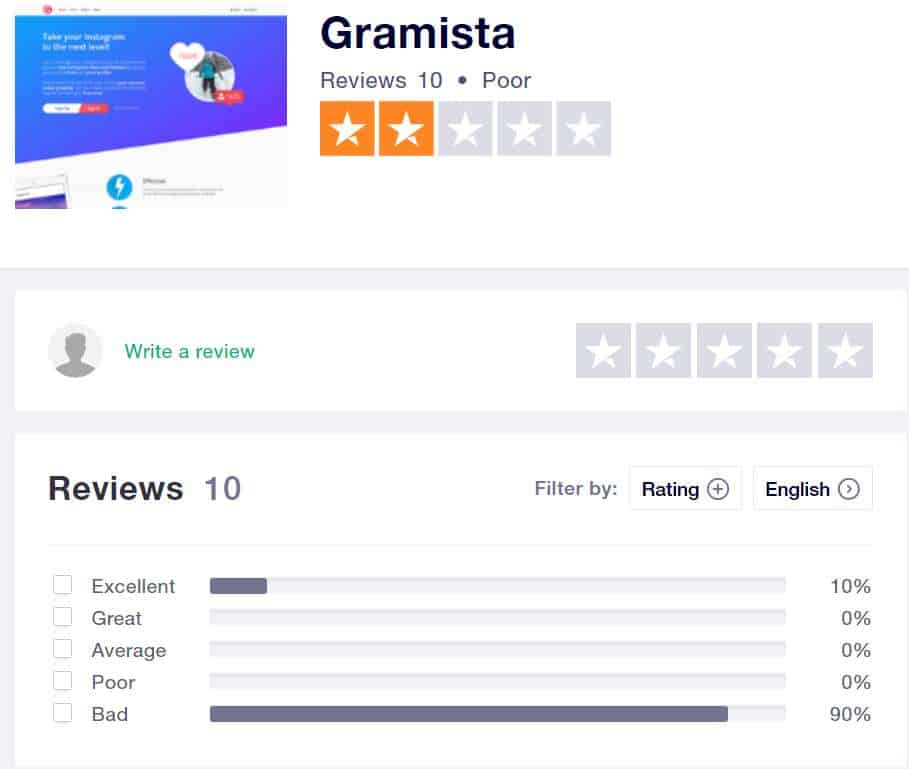 Gramista
Reviews 10 • Poor
Take your Instagram
to the next level!
Write a review
Reviews 10
Filter by: Rating English
Excellent 10%
Great 0%
Average 0%
Poor 0%
Bad 90%